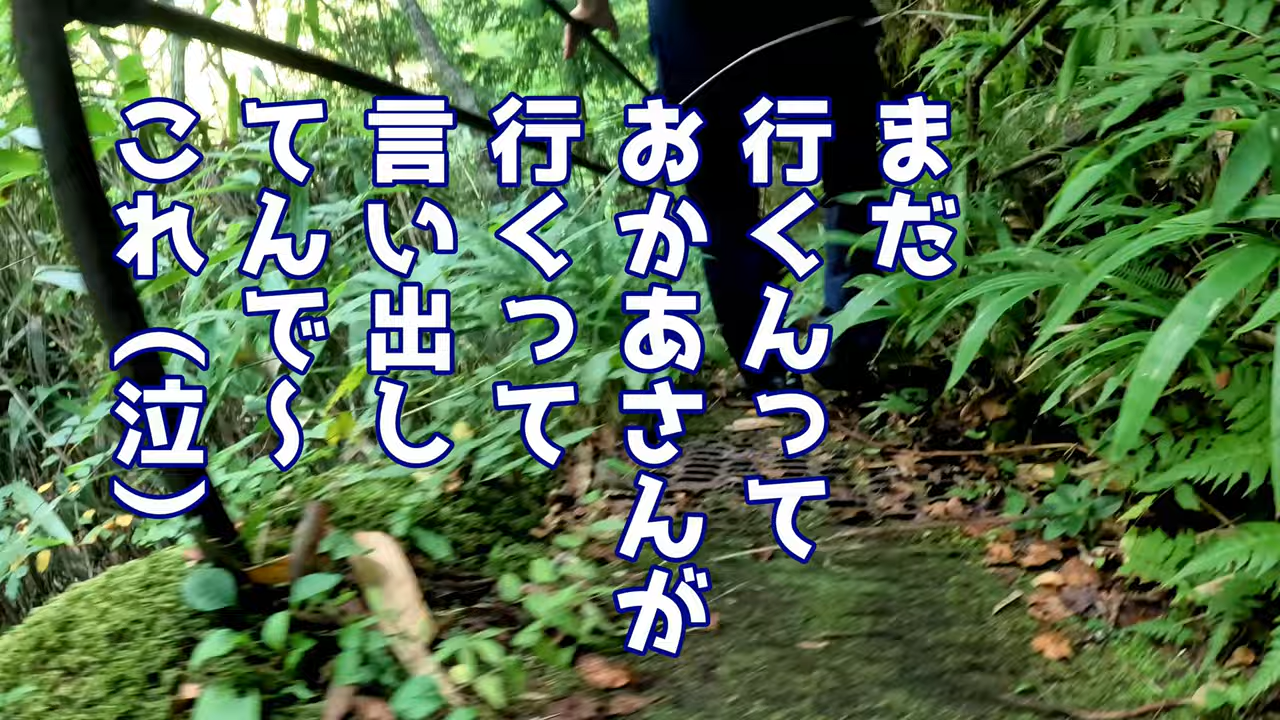 まだ
行くんって
おかあさんが
行くって
言い出し
てんで〜
これ（泣）